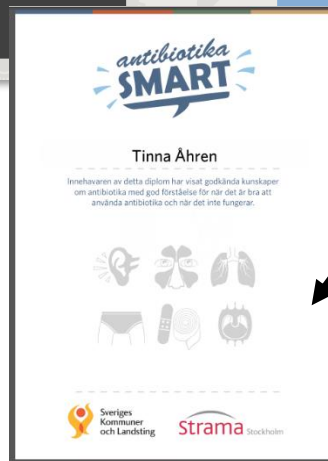 antibiotika
SMART
Tinna Åhren
Innehavaren av detta diplom har visat godkända kunskaper
om antibiotika med god förståelse för när det är bra att
använda antibiotika och när det inte fungerar.
Sveriges
Kommuner
och Landsting
Strama Stockholm